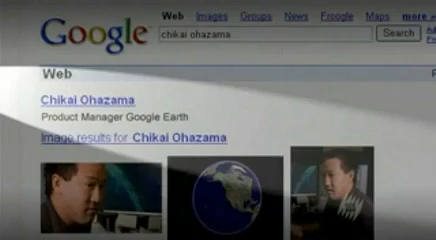 Web Images Groups News Froogle Maps more »
Google
chikai ohazama Search
Web
Chikai Ohazama
Product Manager Google Earth
Image results for Chikai Ohazama